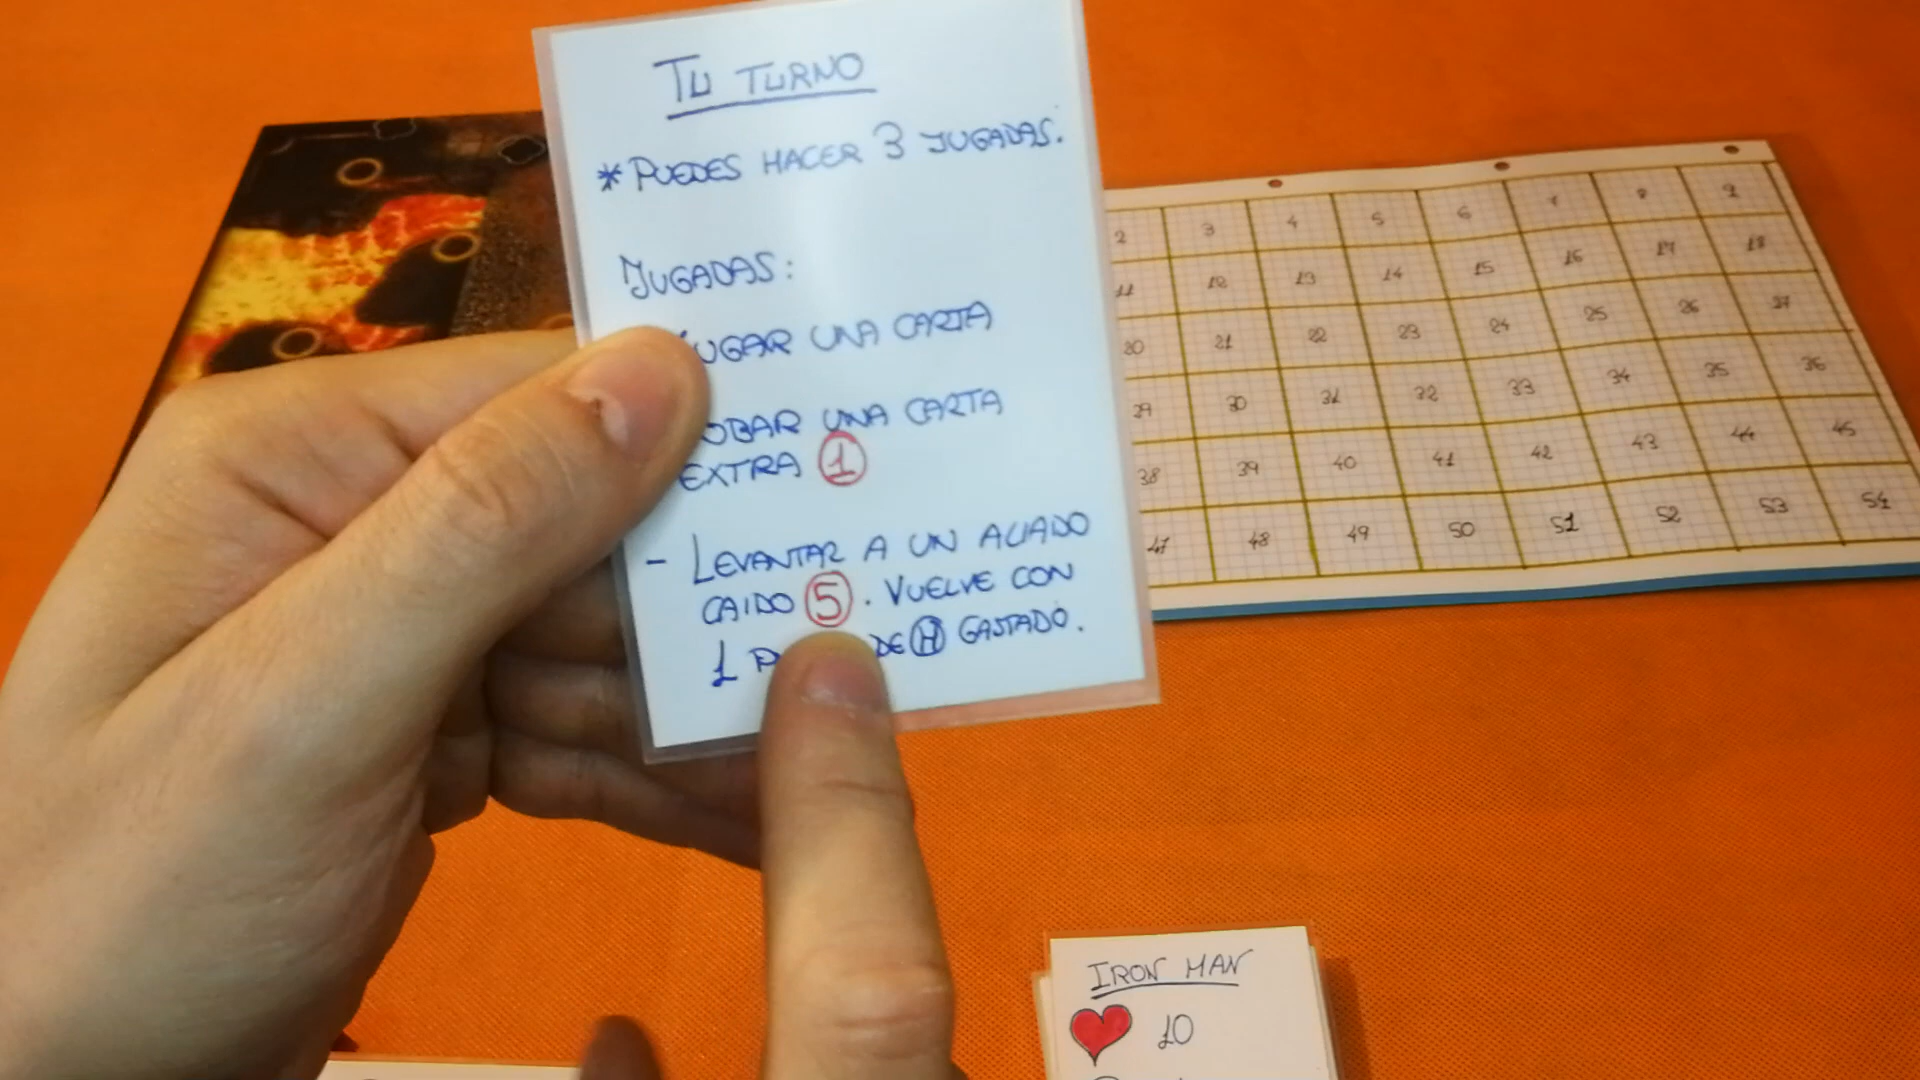 TU TURNO
* PUEDES HACER 3 JUGADAS.
JUGADAS:
UGAR UNA CARTA
OBAR UNA CARTA
EXTRA 1
- LEVANTAR A UN ALIADO
CAIDO 5. VUELVE CON
1 P DE H GASTADO.
2 3 4 5 6 7 8 9
11 12 13 14 15 16 17 18
20 21 22 23 24 25 26 27
29 30 31 32 33 34 35 36
38 39 40 41 42 43 44 45
47 48 49 50 51 52 53 54
IRON MAN
10